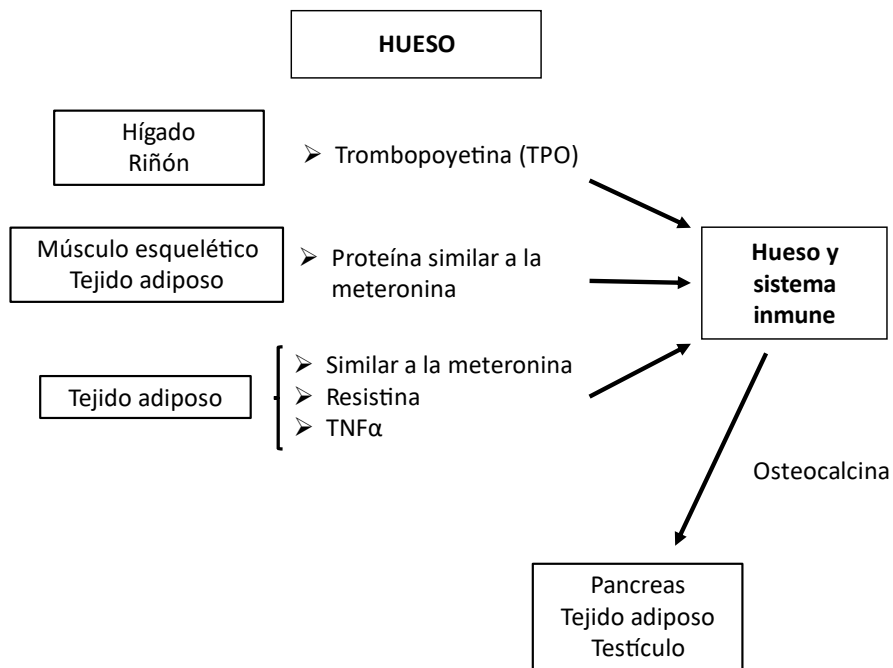 HUESO
Hígado
Riñón
➢ Trombopoyetina (TPO)
Músculo esquelético
Tejido adiposo
➢ Proteína similar a la
meteronina
Hueso y
sistema
inmune
Tejido adiposo
➢ Similar a la meteronina
➢ Resistina
➢ TNFα
Osteocalcina
Pancreas
Tejido adiposo
Testículo